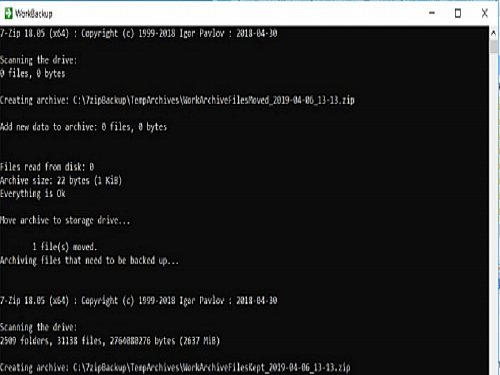 WorkBackup
7-Zip 18.05 (x64) : Copyright (c) 1999-2018 Igor Pavlov : 2018-04-30
Scanning the drive:
0 files, 0 bytes
Creating archive: C:\7zipBackup\TempArchives\WorkArchiveFilesMoved_2019-04-06_13-13.zip
Add new data to archive: 0 files, 0 bytes
Files read from disk: 0
Archive size: 22 bytes (1 KiB)
Everything is Ok
Move archive to storage drive...
1 file(s) moved.
Archiving files that need to be backed up...
7-Zip 18.05 (x64) : Copyright (c) 1999-2018 Igor Pavlov : 2018-04-30
Scanning the drive:
2509 folders, 31138 files, 2764080276 bytes (2637 MiB)
Creating archive: C:\7zipBackup\TempArchives\WorkArchiveFilesKept_2019-04-06_13-13.zip